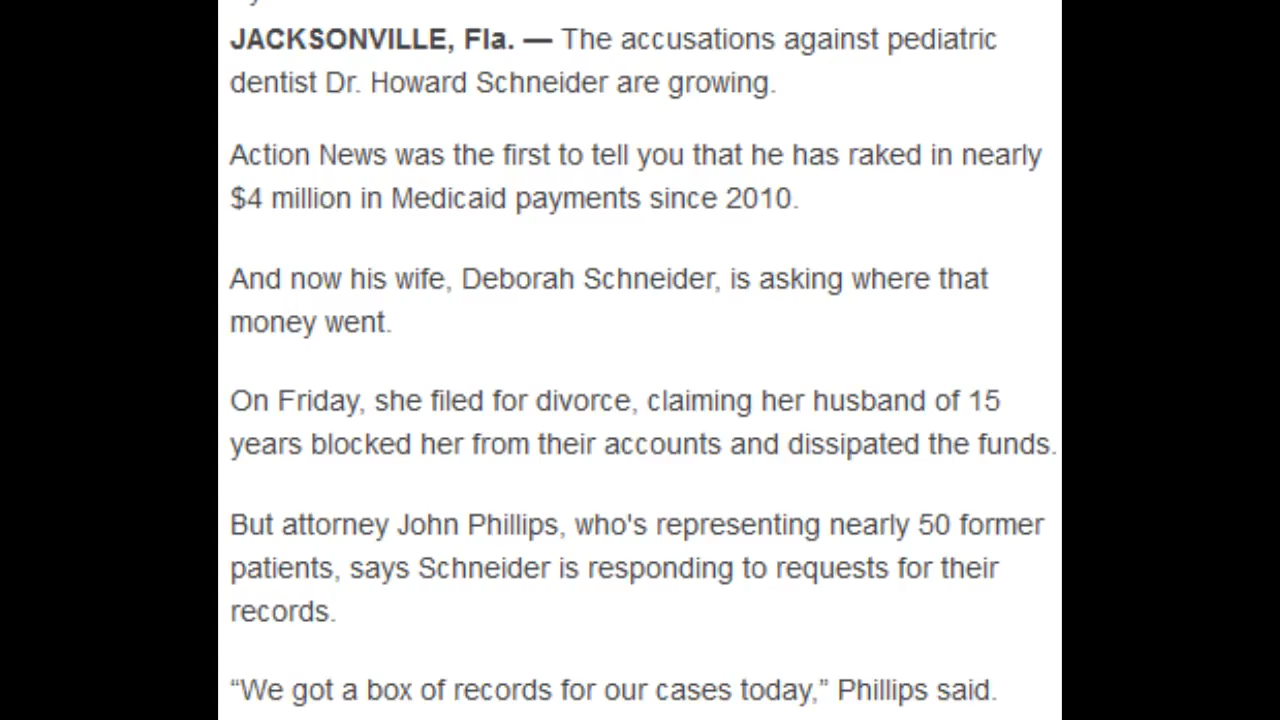 JACKSONVILLE, Fla. — The accusations against pediatric
dentist Dr. Howard Schneider are growing.
Action News was the first to tell you that he has raked in nearly
$4 million in Medicaid payments since 2010.
And now his wife, Deborah Schneider, is asking where that
money went.
On Friday, she filed for divorce, claiming her husband of 15
years blocked her from their accounts and dissipated the funds.
But attorney John Phillips, who's representing nearly 50 former
patients, says Schneider is responding to requests for their
records.
“We got a box of records for our cases today,” Phillips said.